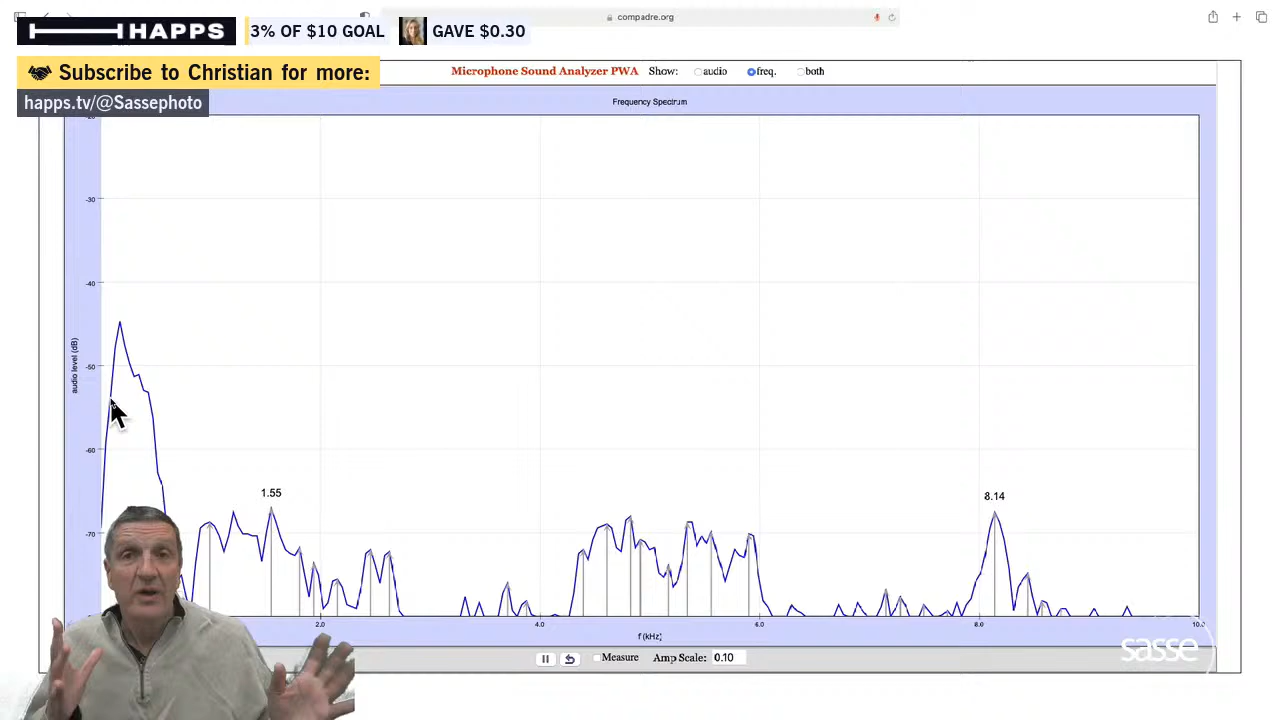 compadre.org
HAPPS
3% OF $10 GOAL
GAVE $0.30
Subscribe to Christian for more:
happs.tv/@Sassephoto
Microphone Sound Analyzer PWA Show: audio freq. both
Frequency Spectrum
-30
-40
-50
-60
-70
audio level (dB)
1.55
8.14
2.0
4.0
6.0
8.0
10.0
f (kHz)
Measure Amp Scale: 0.10
sasse